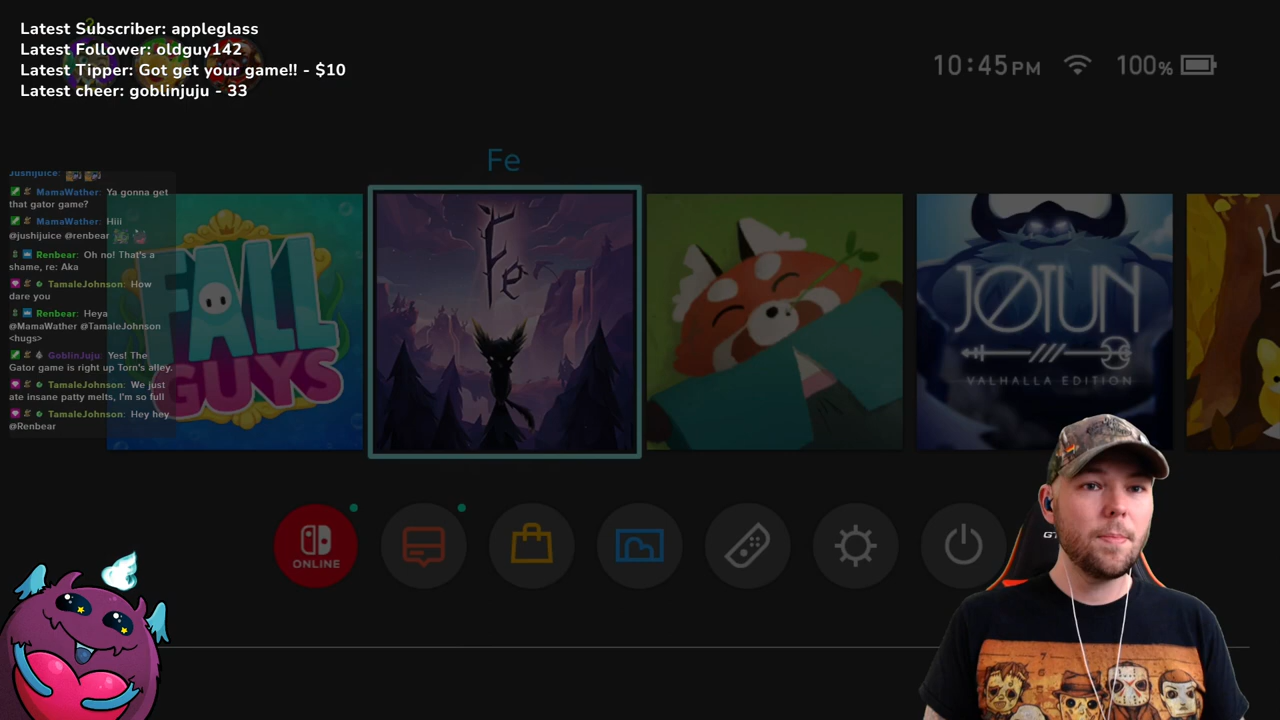 Latest Subscriber: appleglass
Latest Follower: oldguy142
Latest Tipper: Got get your game!! - $10
Latest cheer: goblinjuju - 33
10:45PM
100%
Fe
Jushijuice:
MamaWather: Ya gonna get
that gator game?
MamaWather: Hiii
@jushijuice @renbear
Renbear: Oh no! That's a
shame, re: Aka
TamaleJohnson: How
dare you
Renbear: Heya
@MamaWather @TamaleJohnson
<hugs>
GoblinJuju: Yes! The
Gator game is right up Torn's alley.
TamaleJohnson: We just
ate insane patty melts, I'm so full
TamaleJohnson: Hey hey
@Renbear
FALL
GUYS
Fe
JØTUN
VALHALLA EDITION
ONLINE